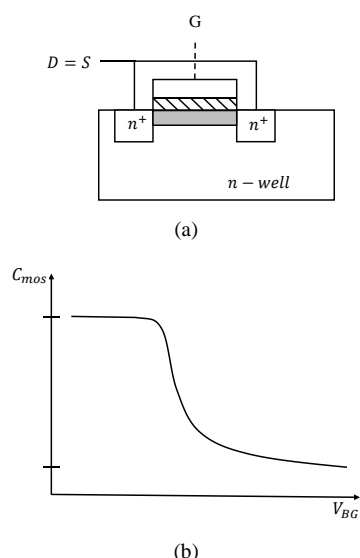 G
D = S
n⁺ n⁺
n − well
(a)
C_mos
V_BG
(b)